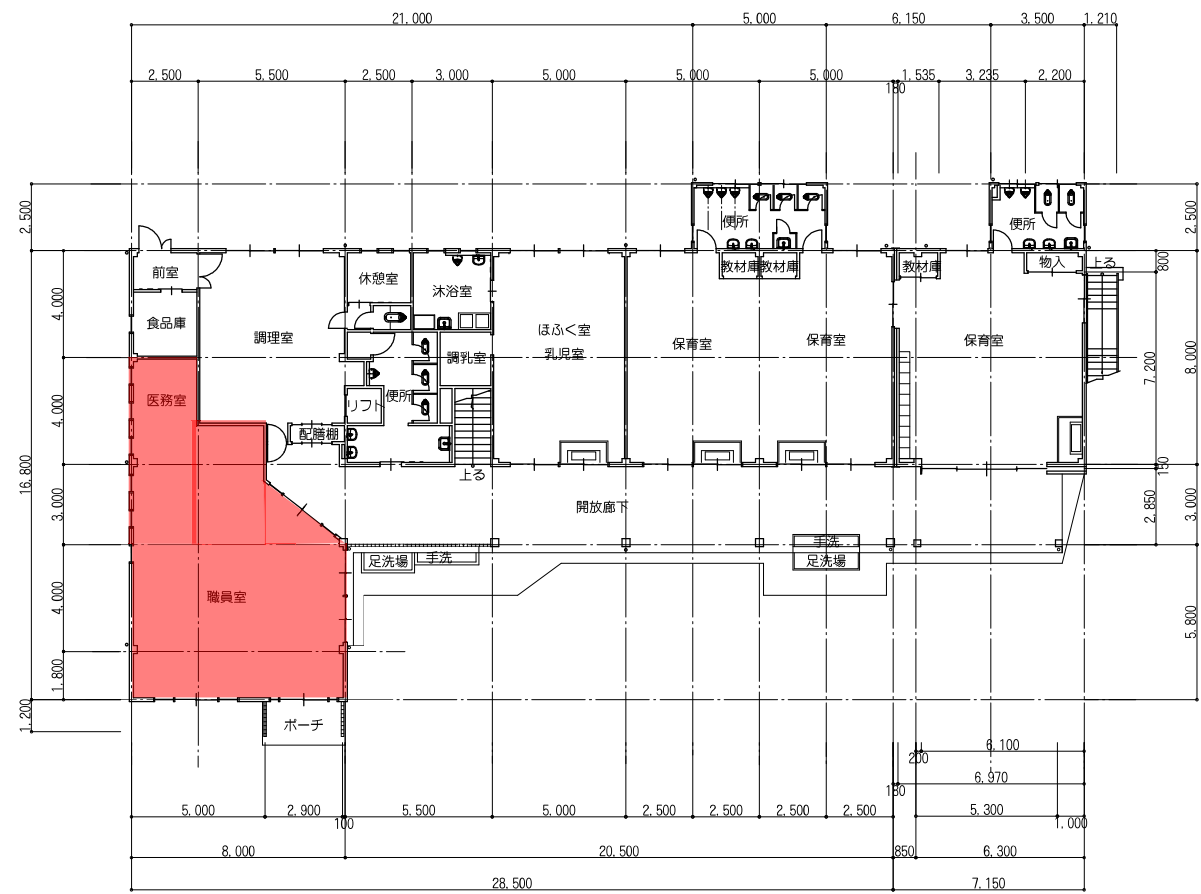 21.000
5.000
6.150
3.500
1.210
2.500
5.500
2.500
3.000
5.000
5.000
5.000
1.535
3.235
2.200
180
2.500
2.500
便所
便所
前室
休憩室
沐浴室
教材庫
教材庫
教材庫
物入
上る
800
4.000
食品庫
調理室
ほふく室
乳児室
調乳室
保育室
保育室
保育室
7.200
8.000
医務室
リフト
便所
4.000
配膳棚
上る
150
16.800
3.000
開放廊下
2.850
3.000
足洗場
手洗
手洗
足洗場
4.000
職員室
5.800
1.800
1.200
ポーチ
6.100
200
6.970
180
5.000
2.900
100
5.500
5.000
2.500
2.500
2.500
2.500
5.300
1.000
8.000
20.500
850
6.300
28.500
7.150